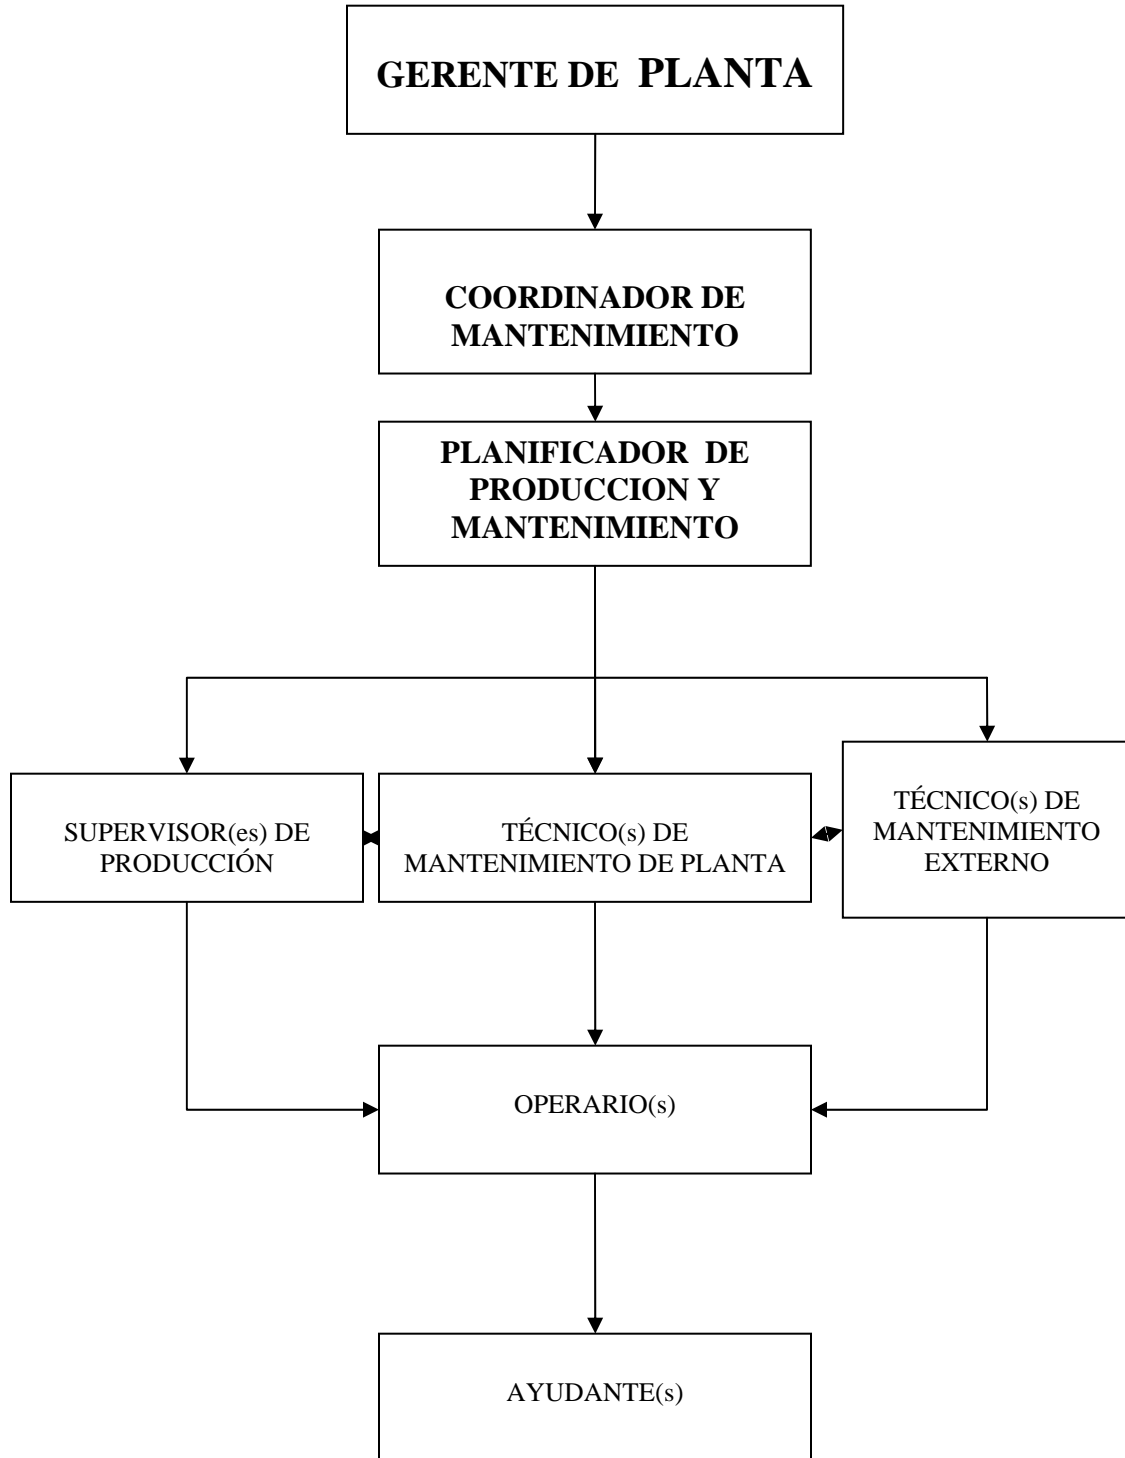 GERENTE DE PLANTA
COORDINADOR DE
MANTENIMIENTO
PLANIFICADOR DE
PRODUCCION Y
MANTENIMIENTO
SUPERVISOR(es) DE
PRODUCCIÓN
TÉCNICO(s) DE
MANTENIMIENTO DE PLANTA
TÉCNICO(s) DE
MANTENIMIENTO
EXTERNO
OPERARIO(s)
AYUDANTE(s)